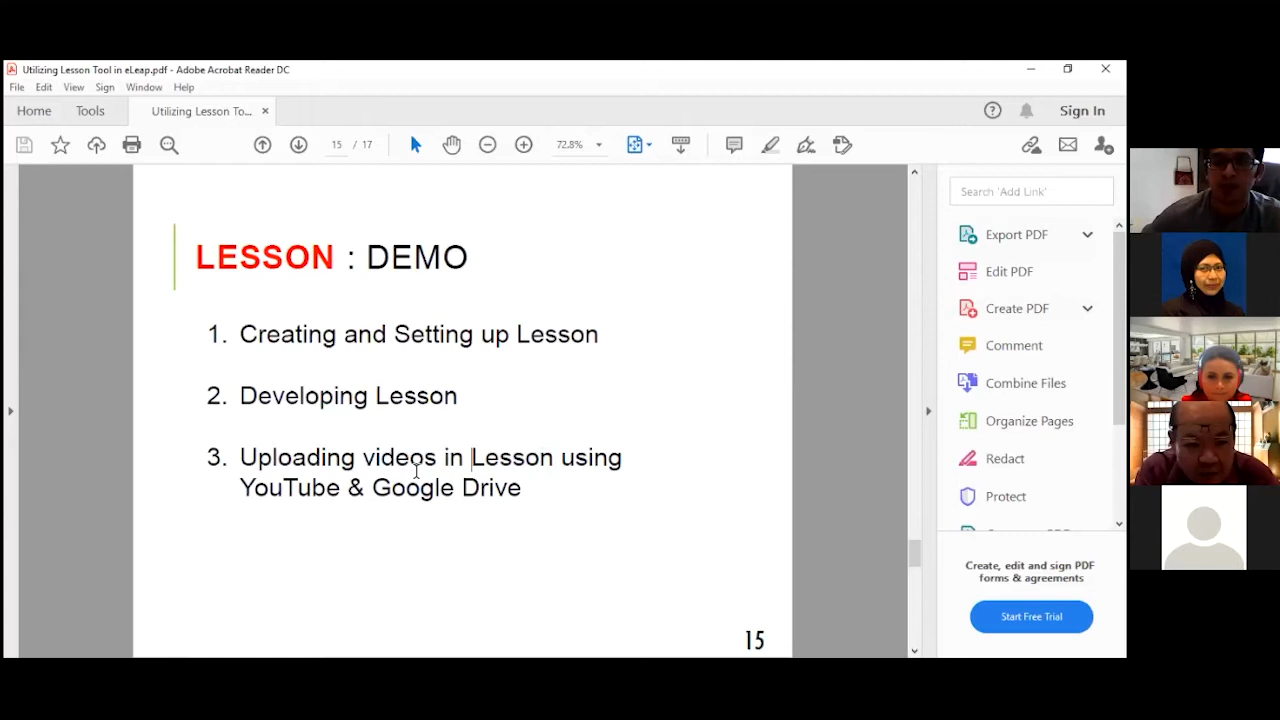 Utilizing Lesson Tool in eLeap.pdf - Adobe Acrobat Reader DC
File Edit View Sign Window Help
Home Tools Utilizing Lesson To... × Sign In
15 / 17 72.8%
LESSON : DEMO
1. Creating and Setting up Lesson
2. Developing Lesson
3. Uploading videos in Lesson using
YouTube & Google Drive
15
Search 'Add Link'
Export PDF
Edit PDF
Create PDF
Comment
Combine Files
Organize Pages
Redact
Protect
Create, edit and sign PDF
forms & agreements
Start Free Trial